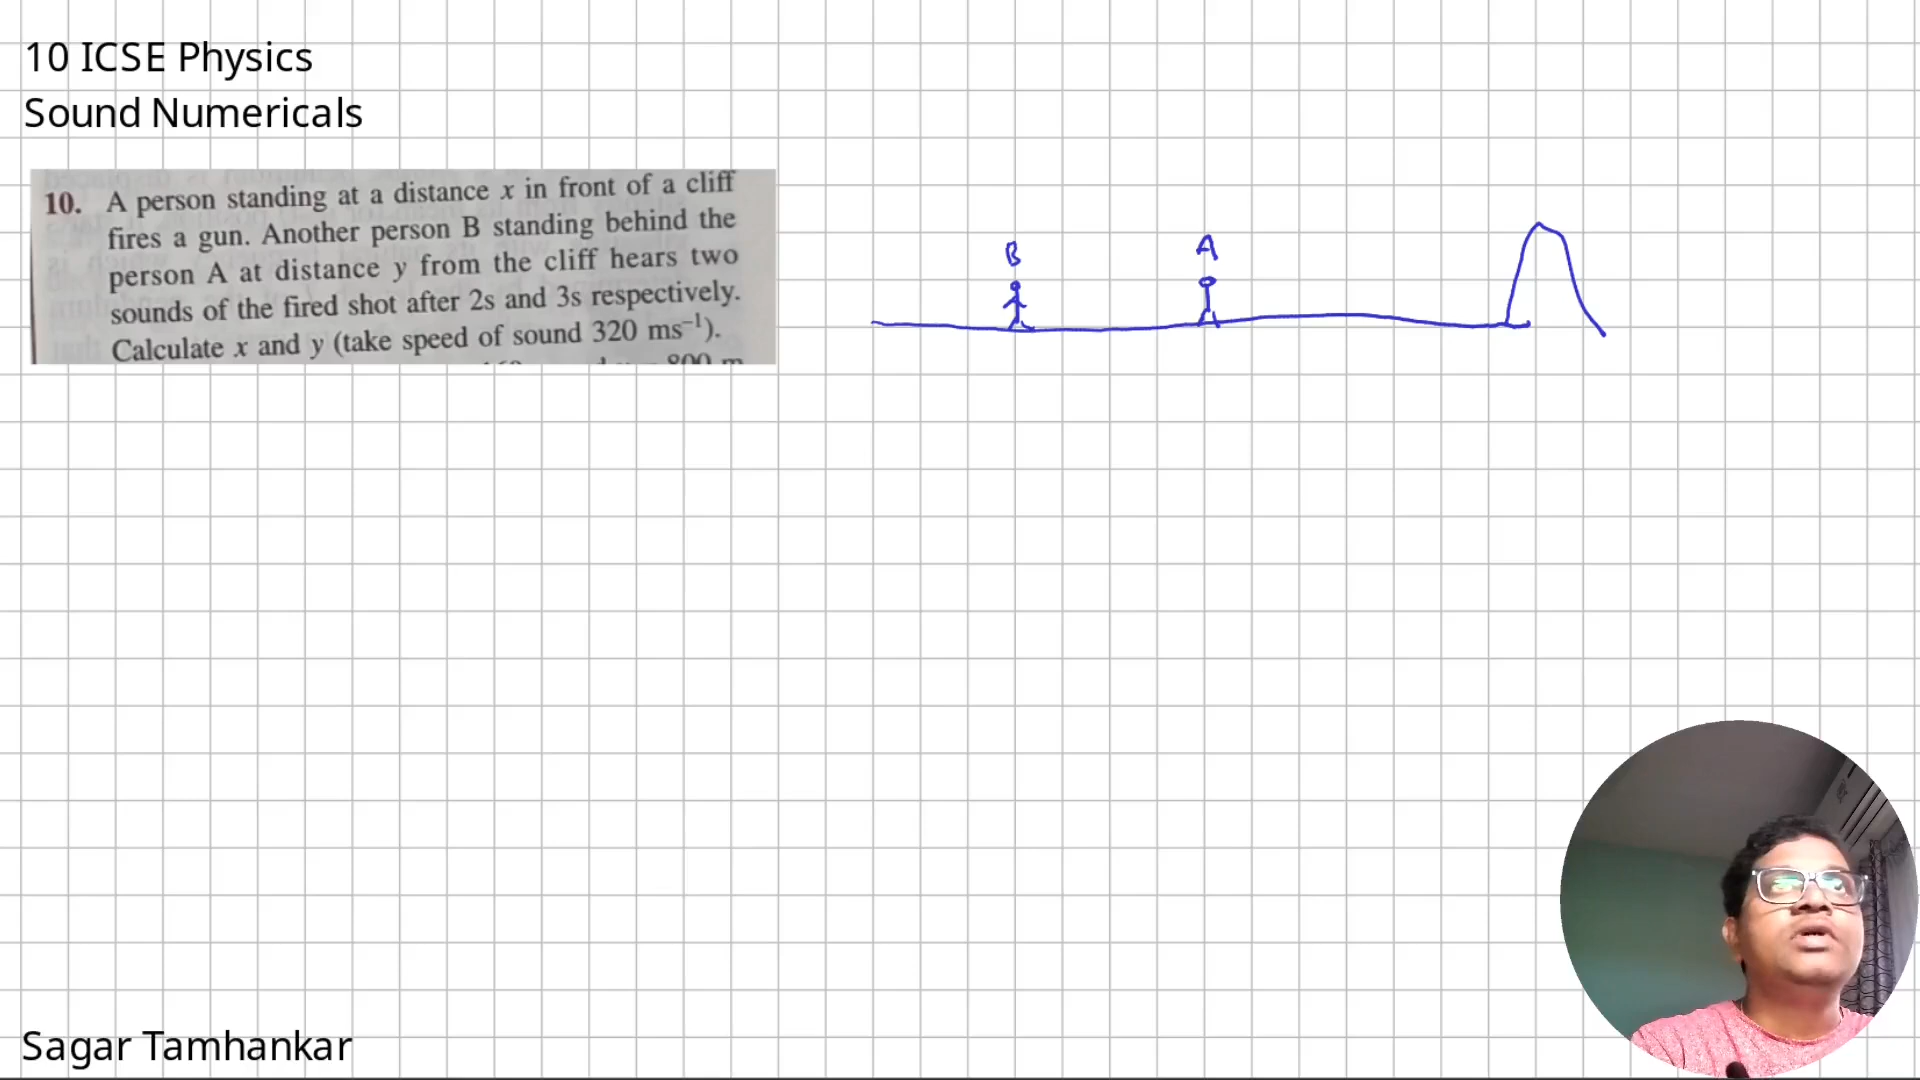 10 ICSE Physics
Sound Numericals
10. A person standing at a distance x in front of a cliff
fires a gun. Another person B standing behind the
person A at distance y from the cliff hears two
sounds of the fired shot after 2s and 3s respectively.
Calculate x and y (take speed of sound 320 ms⁻¹).
B
A
Sagar Tamhankar